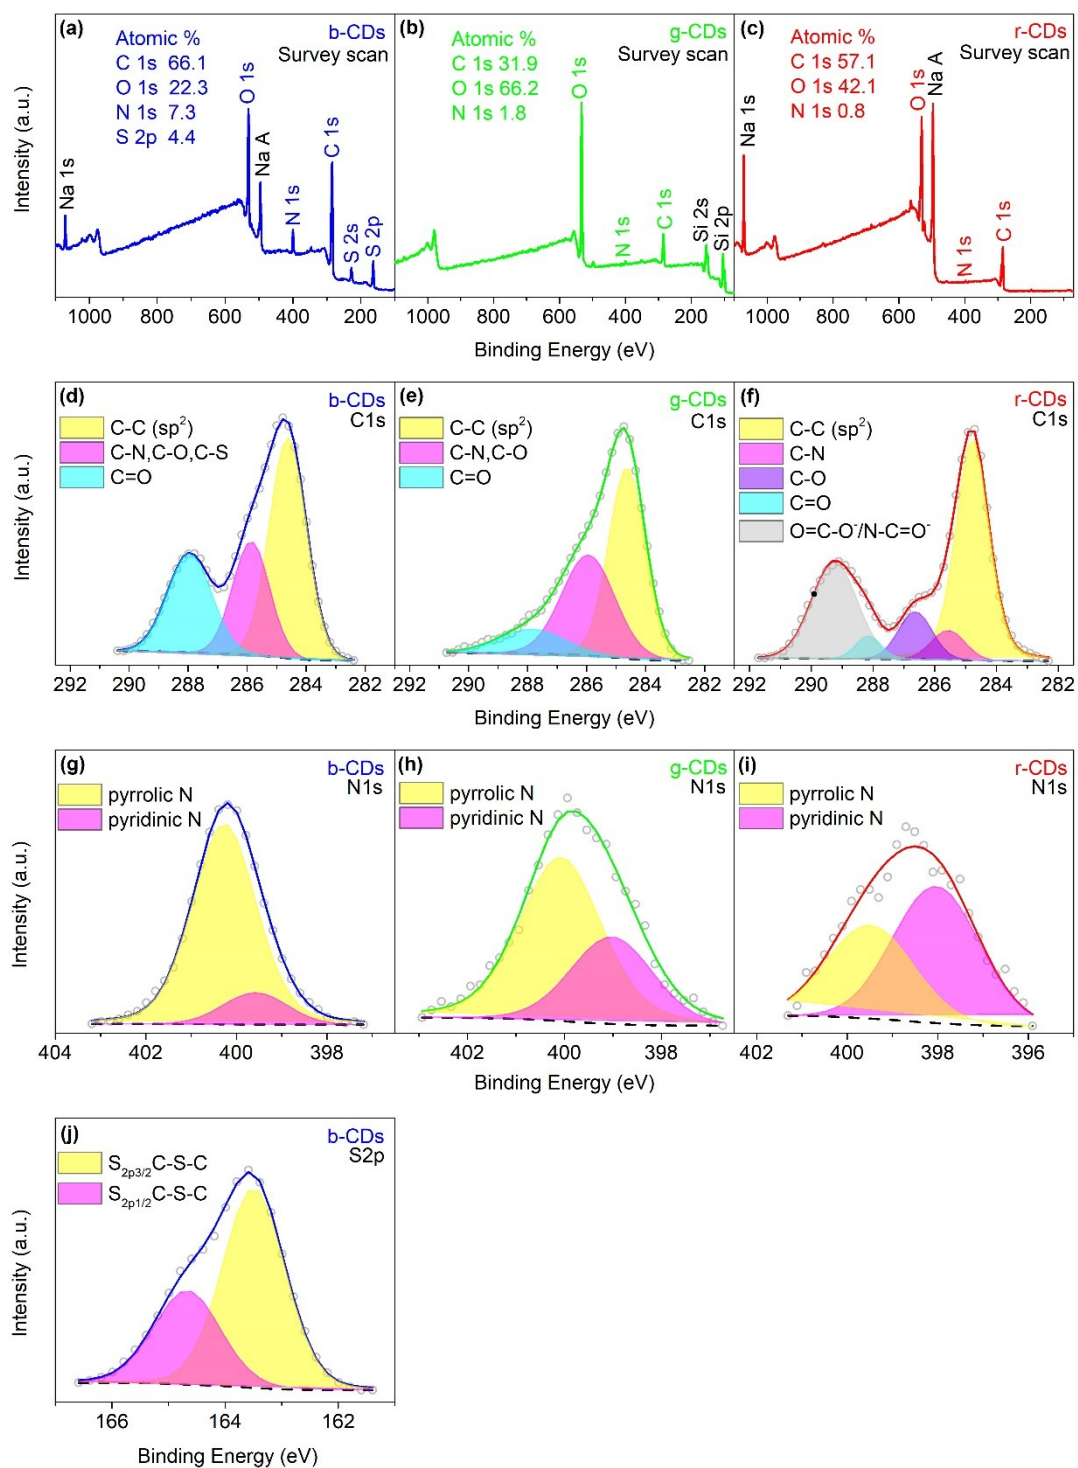 (a)
b-CDs
Survey scan
Atomic %
C 1s 66.1
O 1s 22.3
N 1s 7.3
S 2p 4.4
Na 1s
O 1s
Na A
N 1s
C 1s
S 2s
S 2p
1000 800 600 400 200
(b)
g-CDs
Survey scan
Atomic %
C 1s 31.9
O 1s 66.2
N 1s 1.8
O 1s
N 1s
C 1s
Si 2s
Si 2p
1000 800 600 400 200
(c)
r-CDs
Survey scan
Atomic %
C 1s 57.1
O 1s 42.1
N 1s 0.8
Na 1s
O 1s
Na A
N 1s
C 1s
1000 800 600 400 200
Intensity (a.u.)
Binding Energy (eV)
(d)
b-CDs
C1s
C-C (sp²)
C-N,C-O,C-S
C=O
292 290 288 286 284 282
(e)
g-CDs
C1s
C-C (sp²)
C-N,C-O
C=O
292 290 288 286 284 282
(f)
r-CDs
C1s
C-C (sp²)
C-N
C-O
C=O
O=C-O⁻/N-C=O⁻
292 290 288 286 284 282
Intensity (a.u.)
Binding Energy (eV)
(g)
b-CDs
N1s
pyrrolic N
pyridinic N
404 402 400 398
(h)
g-CDs
N1s
pyrrolic N
pyridinic N
402 400 398
(i)
r-CDs
N1s
pyrrolic N
pyridinic N
402 400 398 396
Intensity (a.u.)
Binding Energy (eV)
(j)
b-CDs
S2p
S2p3/2C-S-C
S2p1/2C-S-C
166 164 162
Intensity (a.u.)
Binding Energy (eV)